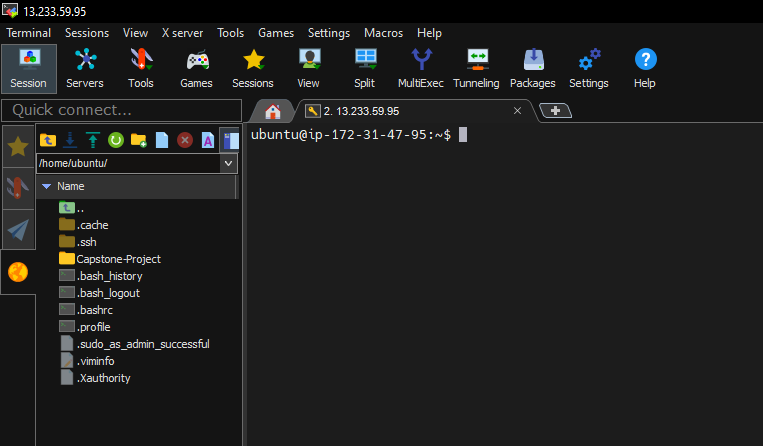 13.233.59.95
Terminal Sessions View X server Tools Games Settings Macros Help
Session Servers Tools Games Sessions View Split MultiExec Tunneling Packages Settings Help
Quick connect...
2. 13.233.59.95
ubuntu@ip-172-31-47-95:~$
/home/ubuntu/
Name
..
.cache
.ssh
Capstone-Project
.bash_history
.bash_logout
.bashrc
.profile
.sudo_as_admin_successful
.viminfo
.Xauthority